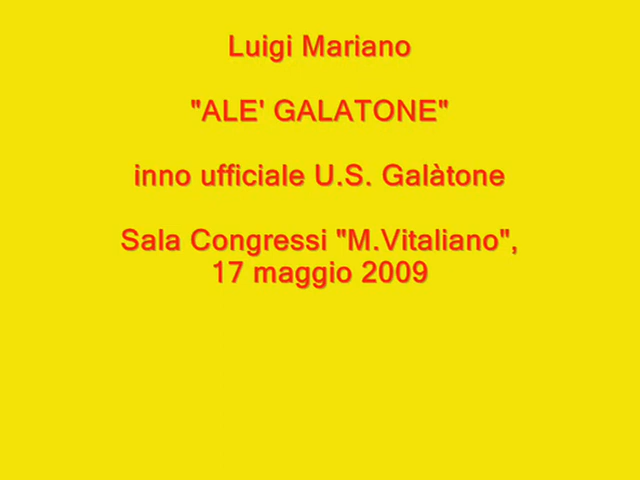 Luigi Mariano
"ALE' GALATONE"
inno ufficiale U.S. Galàtone
Sala Congressi "M.Vitaliano",
17 maggio 2009